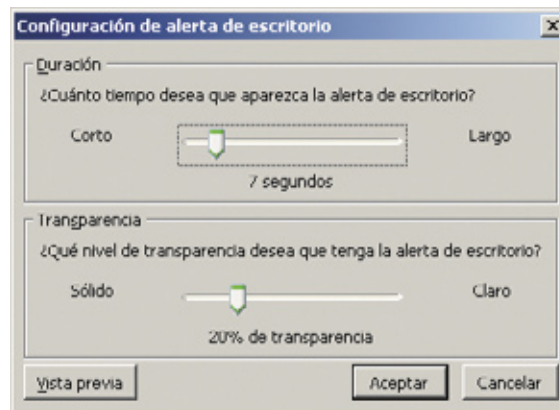 Configuración de alerta de escritorio
Duración
¿Cuánto tiempo desea que aparezca la alerta de escritorio?
Corto Largo
7 segundos
Transparencia
¿Qué nivel de transparencia desea que tenga la alerta de escritorio?
Sólido Claro
20% de transparencia
Vista previa Aceptar Cancelar